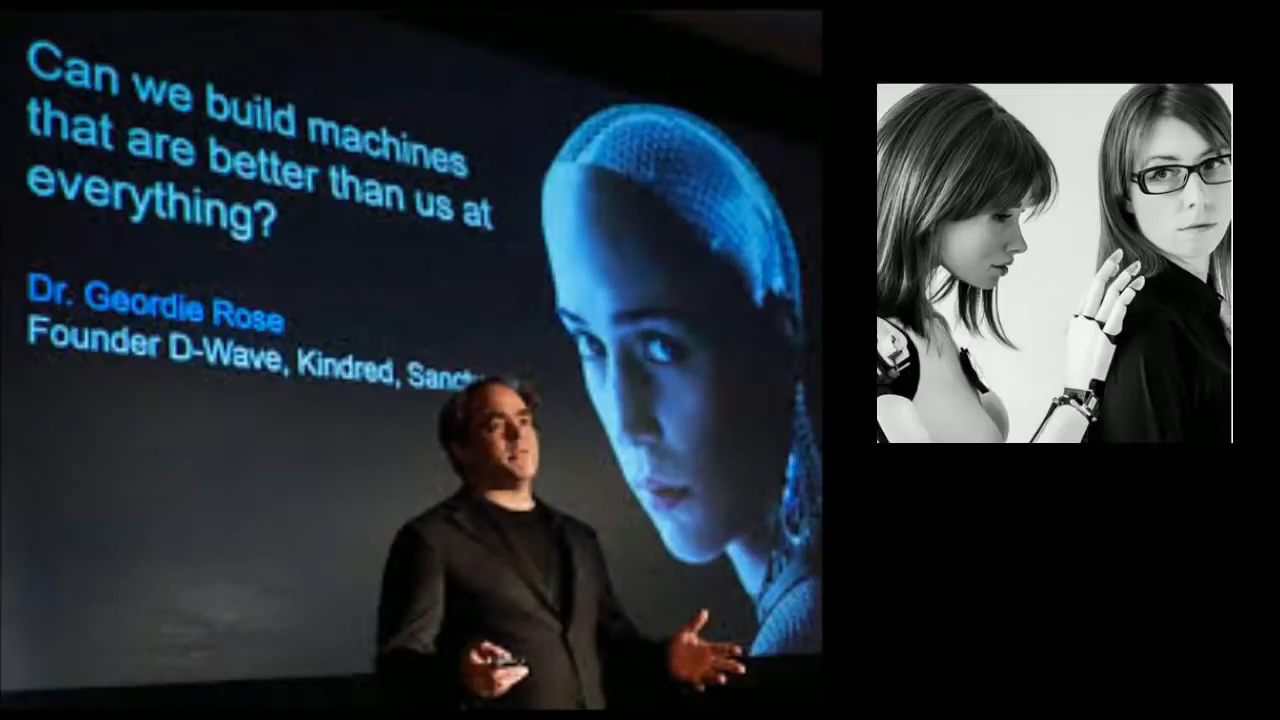 Can we build machines
that are better than us at
everything?
Dr. Geordie Rose
Founder D-Wave, Kindred,